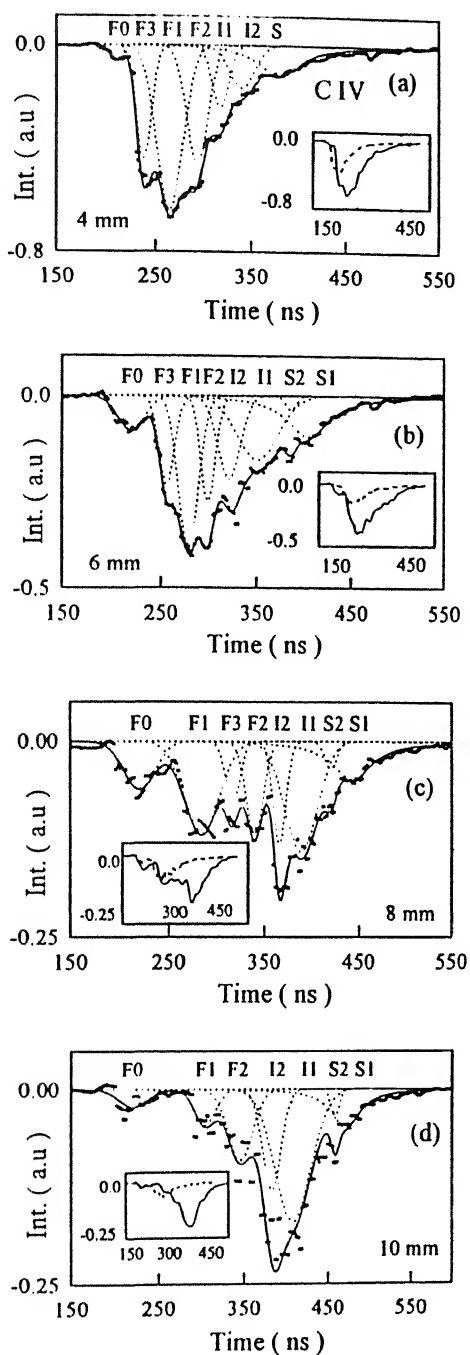 F0 F3 F1 F2 I1 I2 S
0.0
C IV (a)
Int. ( a.u )
0.0
-0.8
150 450
4 mm
-0.8
150 250 350 450 550
Time ( ns )
F0 F3 F1 F2 I2 I1 S2 S1
0.0
(b)
Int. ( a.u )
0.0
-0.5
150 450
6 mm
-0.5
150 250 350 450 550
Time ( ns )
F0 F1 F3 F2 I2 I1 S2 S1
0.00
(c)
Int. ( a.u )
0.0
-0.25
300 450
8 mm
-0.25
150 250 350 450 550
Time ( ns )
F0 F1 F2 I2 I1 S2 S1
0.00
(d)
Int. ( a.u )
0.0
-0.25
150 300 450
10 mm
-0.25
150 250 350 450 550
Time ( ns )